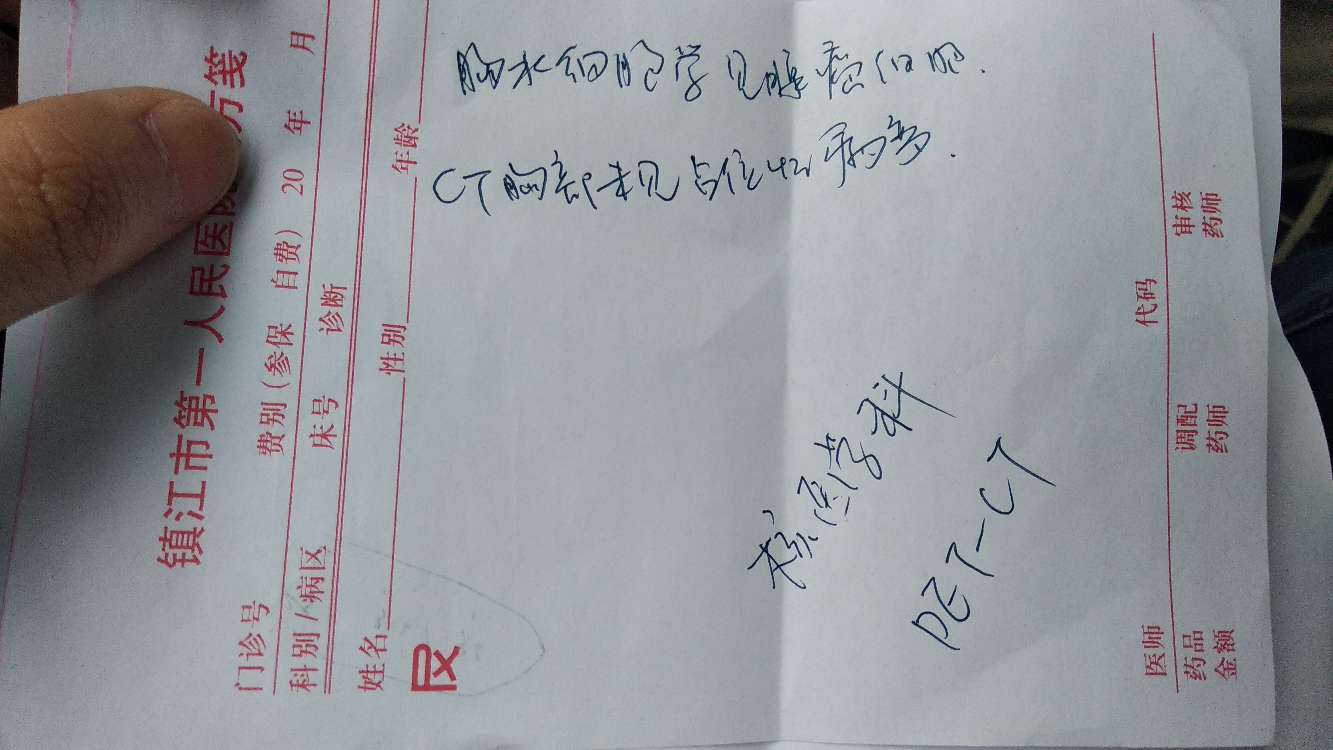 镇江市第一人民医院 方笺
费别(参保 自费) 20 年 月
门诊号
科别/病区 床号 诊断
姓名 性别 年龄
R
胸水细胞学见腺癌细胞.
CT胸部未见占位性病变.
核医学科
PET-CT
医师 代码
药品 调配 审核
金额 药师 药师